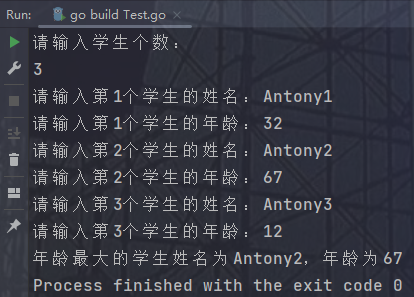 Run: go build Test.go ×
请输入学生个数：
3
请输入第1个学生的姓名：Antony1
请输入第1个学生的年龄：32
请输入第2个学生的姓名：Antony2
请输入第2个学生的年龄：67
请输入第3个学生的姓名：Antony3
请输入第3个学生的年龄：12
年龄最大的学生姓名为Antony2，年龄为67
Process finished with the exit code 0